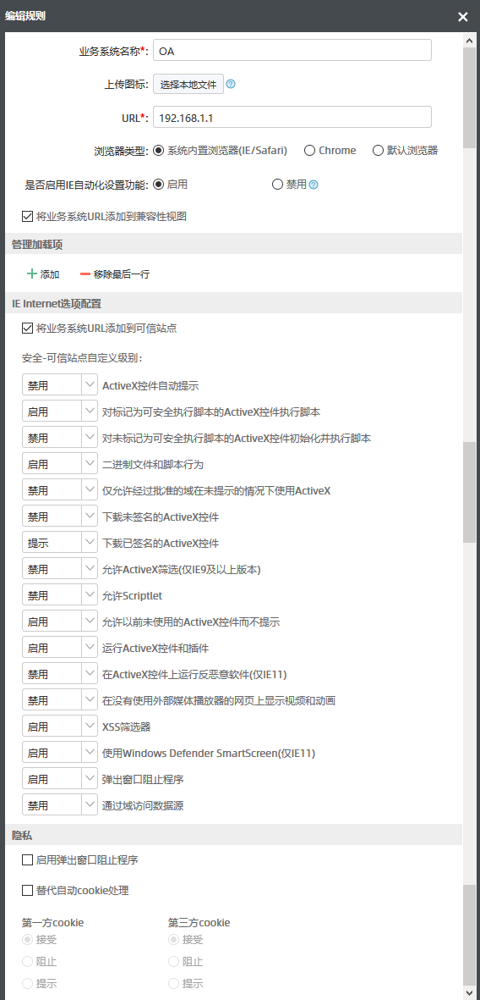 编辑规则
业务系统名称*: OA
上传图标: 选择本地文件
URL*: 192.168.1.1
浏览器类型: 系统内置浏览器(IE/Safari) Chrome 默认浏览器
是否启用IE自动化设置功能: 启用 禁用
将业务系统URL添加到兼容性视图
管理加载项
添加 移除最后一行
IE Internet选项配置
将业务系统URL添加到可信站点
安全-可信站点自定义级别:
禁用 ActiveX控件自动提示
启用 对标记为可安全执行脚本的ActiveX控件执行脚本
禁用 对未标记为可安全执行脚本的ActiveX控件初始化并执行脚本
启用 二进制文件和脚本行为
禁用 仅允许经过批准的域在未提示的情况下使用ActiveX
禁用 下载未签名的ActiveX控件
提示 下载已签名的ActiveX控件
禁用 允许ActiveX筛选(仅IE9及以上版本)
禁用 允许Scriptlet
启用 允许以前未使用的ActiveX控件而不提示
启用 运行ActiveX控件和插件
禁用 在ActiveX控件上运行反恶意软件(仅IE11)
禁用 在没有使用外部媒体播放器的网页上显示视频和动画
启用 XSS筛选器
启用 使用Windows Defender SmartScreen(仅IE11)
启用 弹出窗口阻止程序
禁用 通过域访问数据源
隐私
启用弹出窗口阻止程序
替代自动cookie处理
第一方cookie 第三方cookie
接受 接受
阻止 阻止
提示 提示